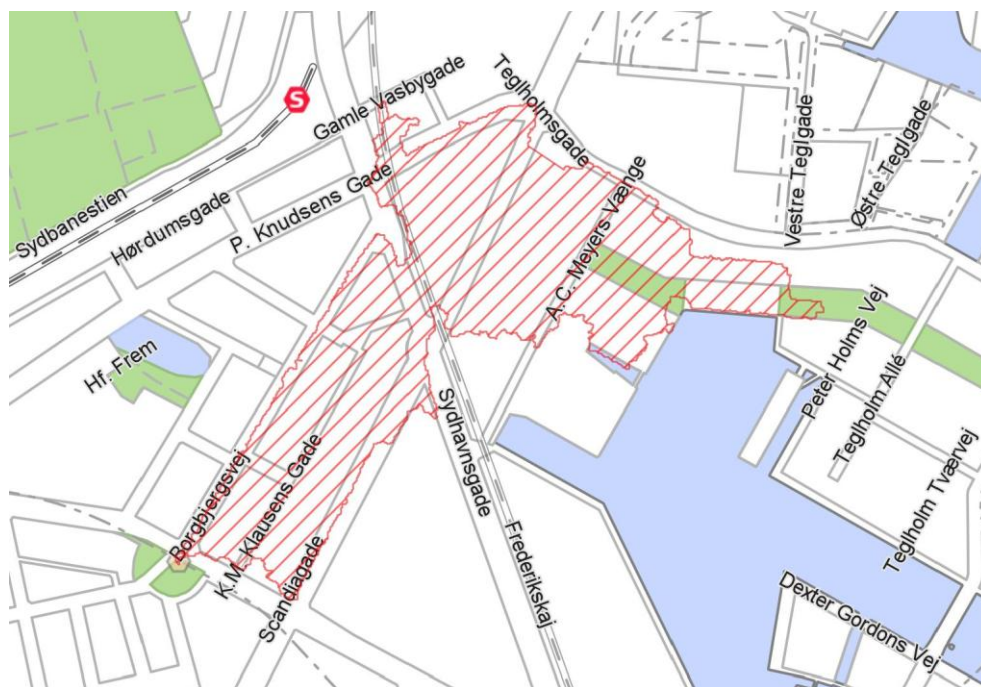 S
Gamle Vasbygade
Teglholmsgade
Vestre Teglgade
Østre Teglgade
Sydbanestien
Hørdumsgade
P. Knudsens Gade
A. C. Meyers Vænge
Hf. Frem
Peter Holms Vej
Teglholm Allé
Teglholm Tværvej
Borgbjergsvej
K.M. Klausens Gade
Scandiagade
Sydhavnsgade
Frederikskaj
Dexter Gordons Vej